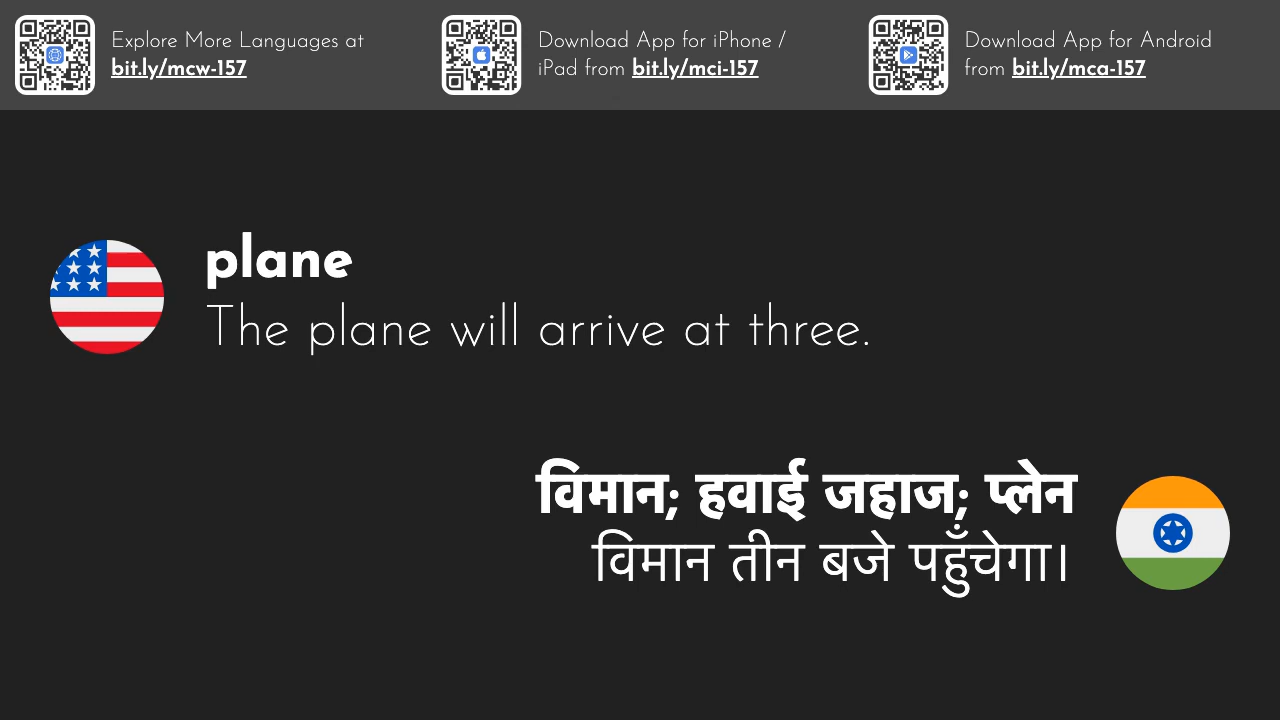 Explore More Languages at
bit.ly/mcw-157
Download App for iPhone /
iPad from bit.ly/mci-157
Download App for Android
from bit.ly/mca-157
plane
The plane will arrive at three.
विमान; हवाई जहाज; प्लेन
विमान तीन बजे पहुँचेगा।